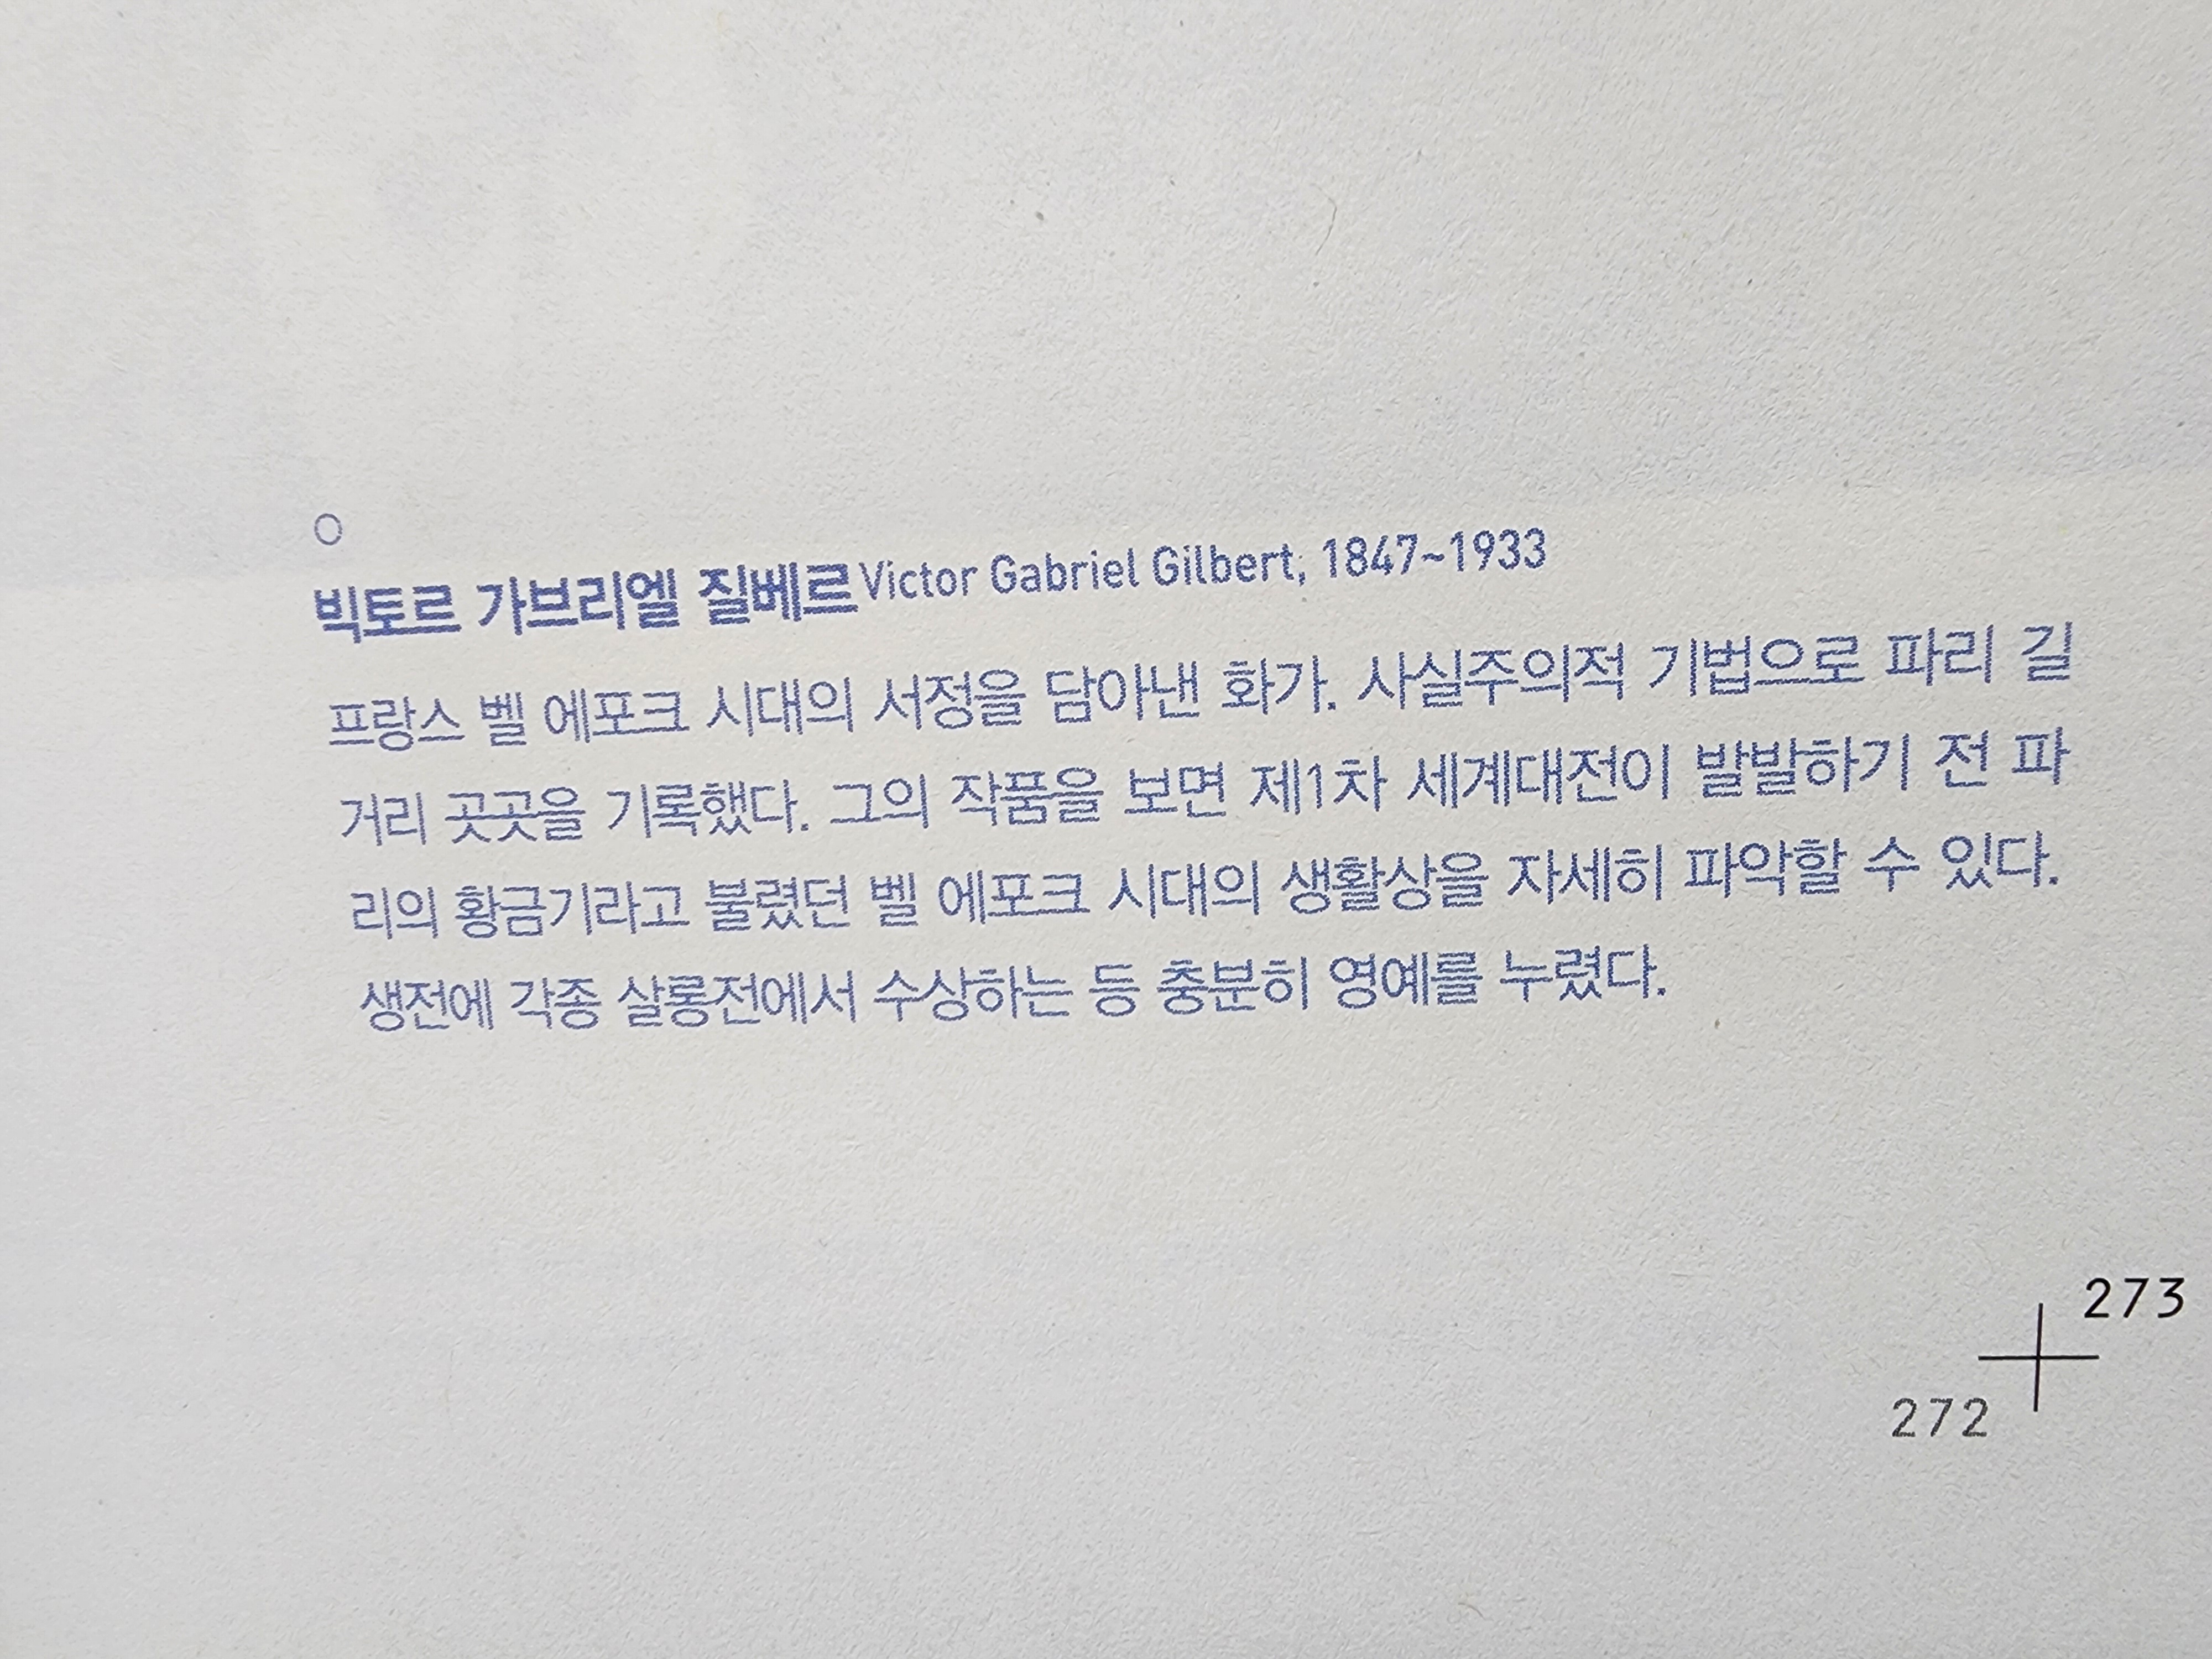 ○
빅토르 가브리엘 질베르 Victor Gabriel Gilbert, 1847~1933
프랑스 벨 에포크 시대의 서정을 담아낸 화가. 사실주의적 기법으로 파리 길
거리 곳곳을 기록했다. 그의 작품을 보면 제1차 세계대전이 발발하기 전 파
리의 황금기라고 불렸던 벨 에포크 시대의 생활상을 자세히 파악할 수 있다.
생전에 각종 살롱전에서 수상하는 등 충분히 영예를 누렸다.
273
272